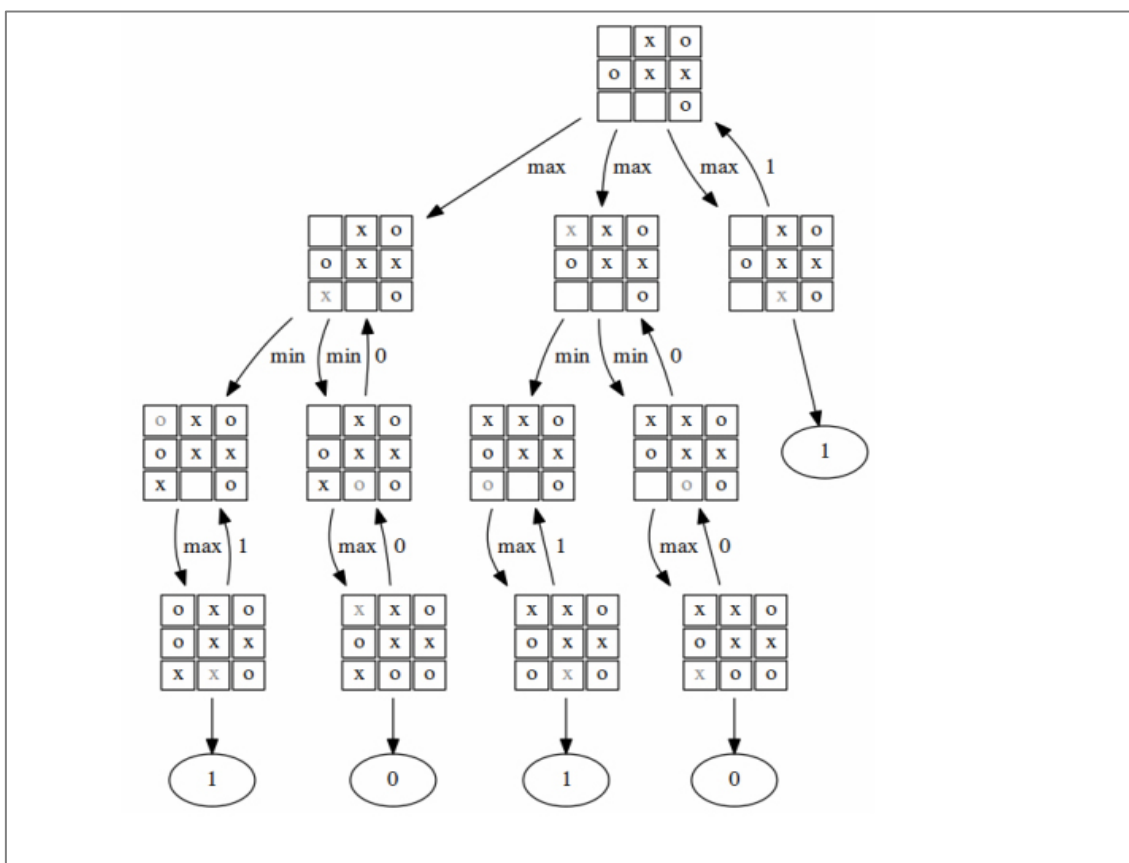 x o
o x x
o
max max max 1
x o x x o x o
o x x o x x o x x
x o o x o
min min 0 min min 0 1
o x o x o x x o x x o
o x x o x x o x x o x x
x o x o o o o o o
max 1 max 0 max 1 max 0
o x o x x o x x o x x o
o x x o x x o x x o x x
x x o x o o o x o x o o
1 0 1 0